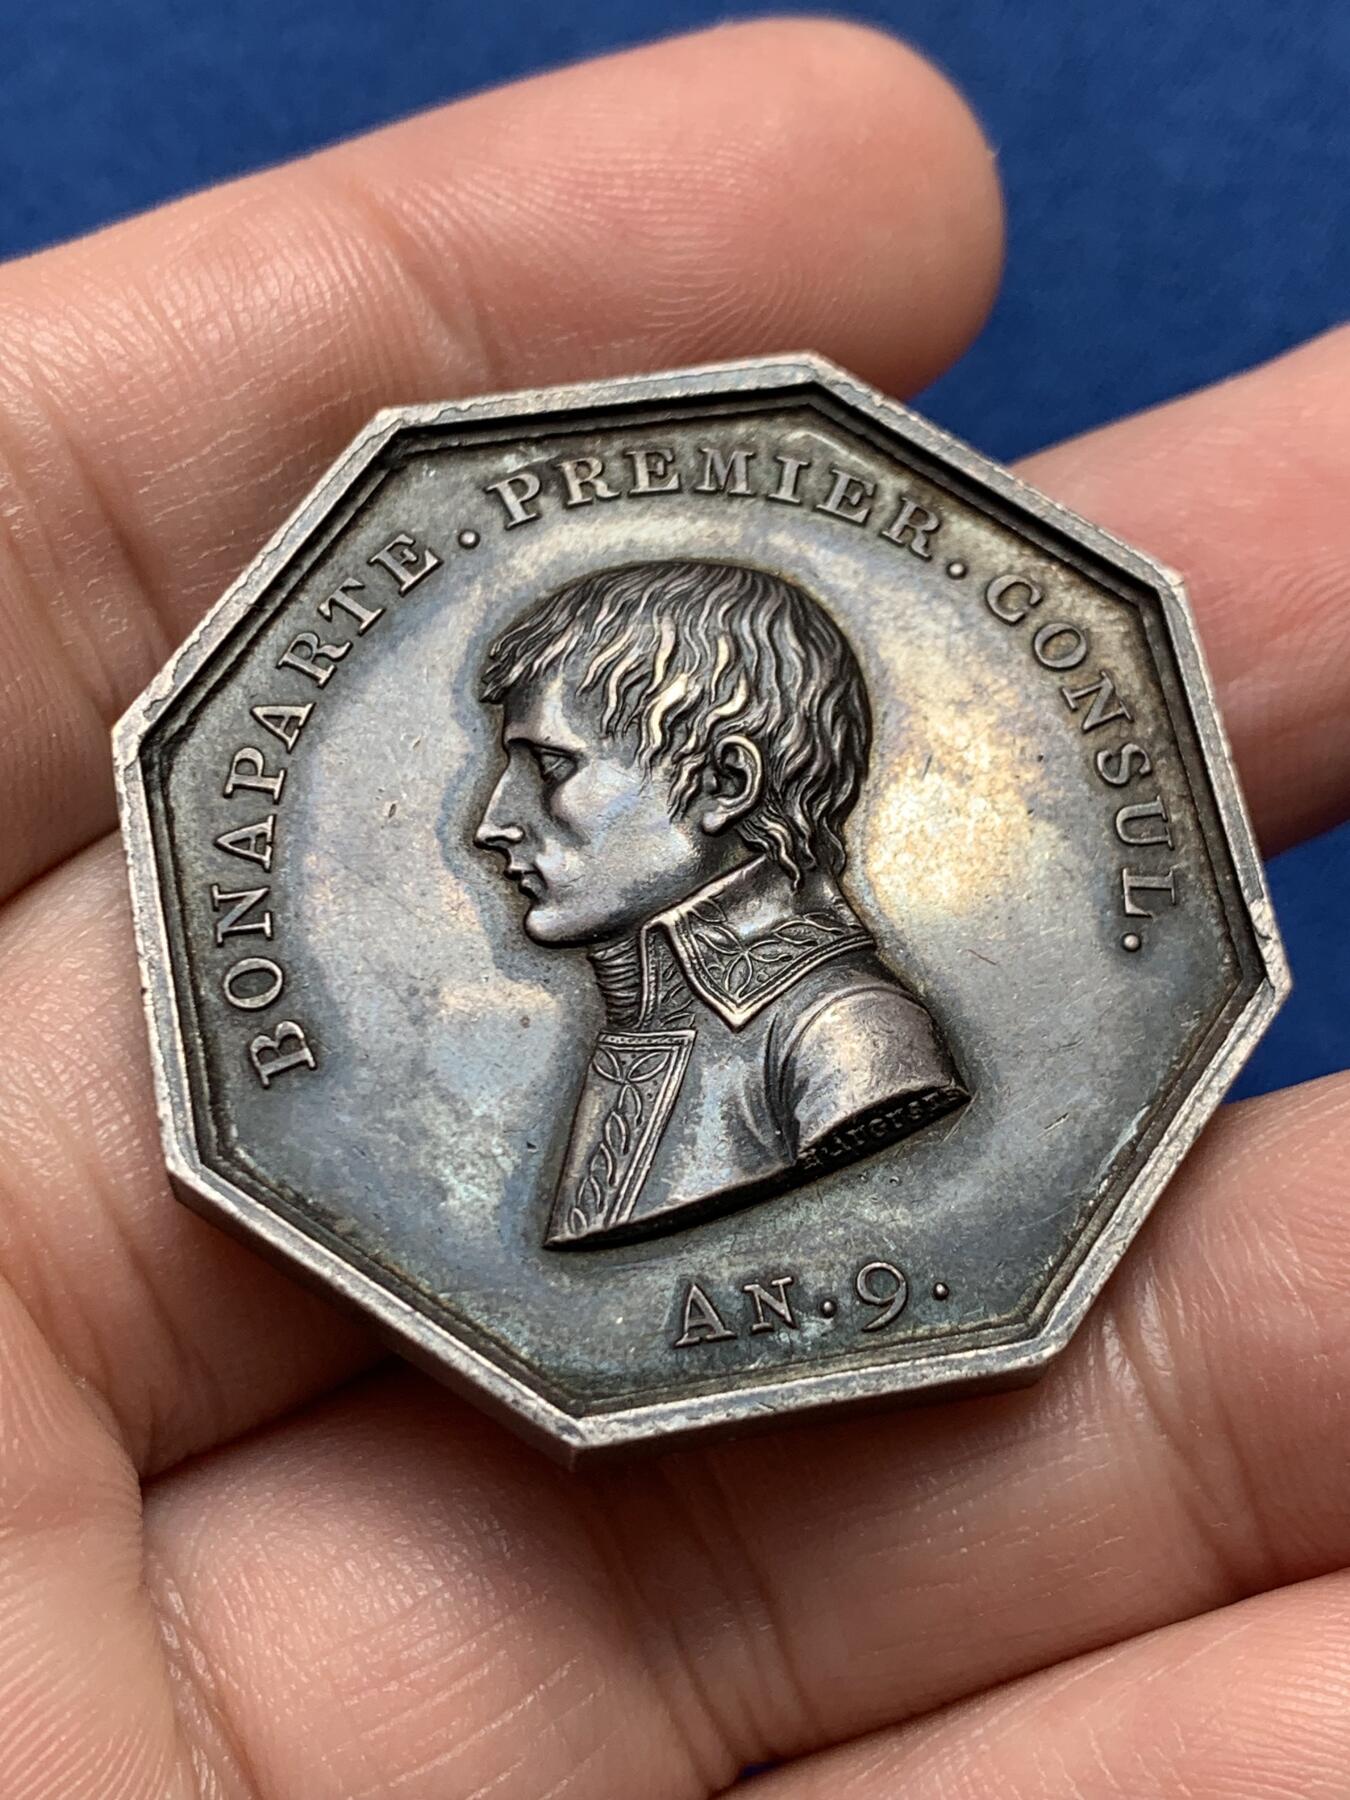 BONAPARTE . PREMIER . CONSUL .
AN . 9 .